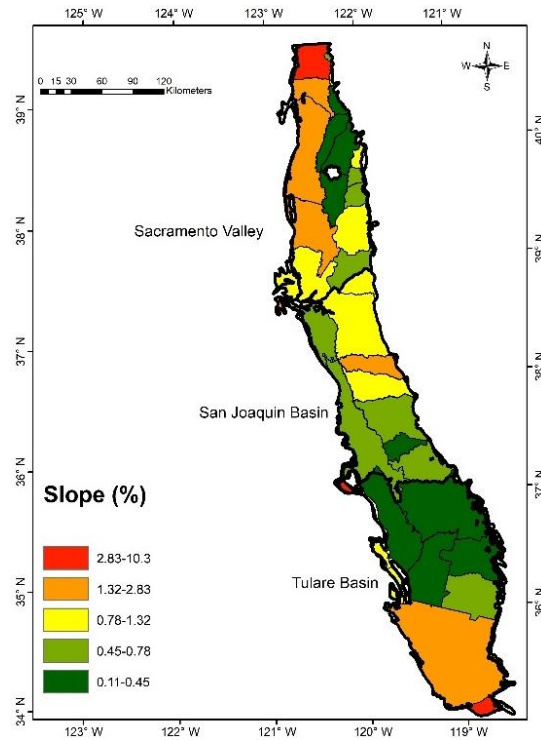 125° W 124° W 123° W 122° W 121° W
N
W E
S
0 15 30 60 90 120
Kilometers
39° N
40° N
38° N
39° N
Sacramento Valley
37° N
38° N
San Joaquin Basin
36° N
37° N
Slope (%)
2.83-10.3
1.32-2.83
Tulare Basin
35° N
36° N
0.78-1.32
0.45-0.78
0.11-0.45
34° N
123° W 122° W 121° W 120° W 119° W